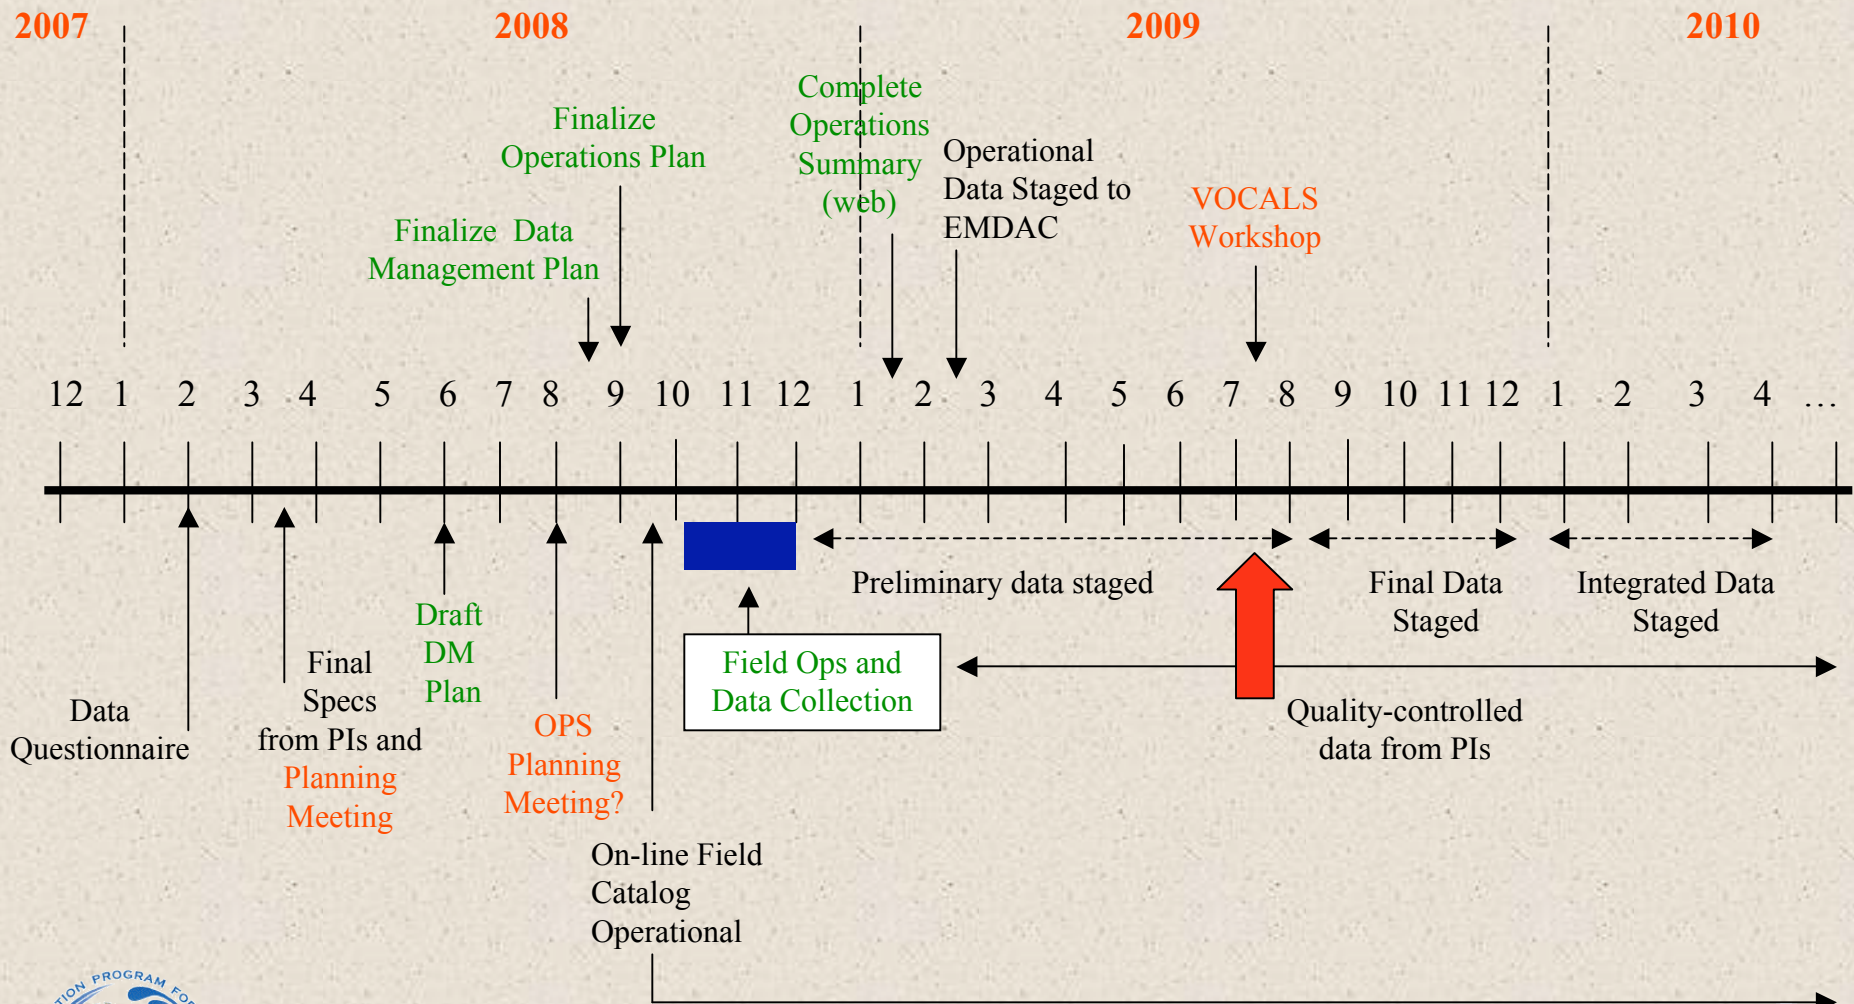 2007 2008 2009 2010
Complete
Operations
Summary
(web)
Finalize
Operations Plan
Operational
Data Staged to
EMDAC
VOCALS
Workshop
Finalize Data
Management Plan
12 1 2 3 4 5 6 7 8 9 10 11 12 1 2 3 4 5 6 7 8 9 10 11 12 1 2 3 4 ...
Preliminary data staged
Final Data
Staged
Integrated Data
Staged
Draft
DM
Plan
Field Ops and
Data Collection
Final
Specs
from PIs and
Planning
Meeting
Data
Questionnaire
OPS
Planning
Meeting?
Quality-controlled
data from PIs
On-line Field
Catalog
Operational
PROGRAM